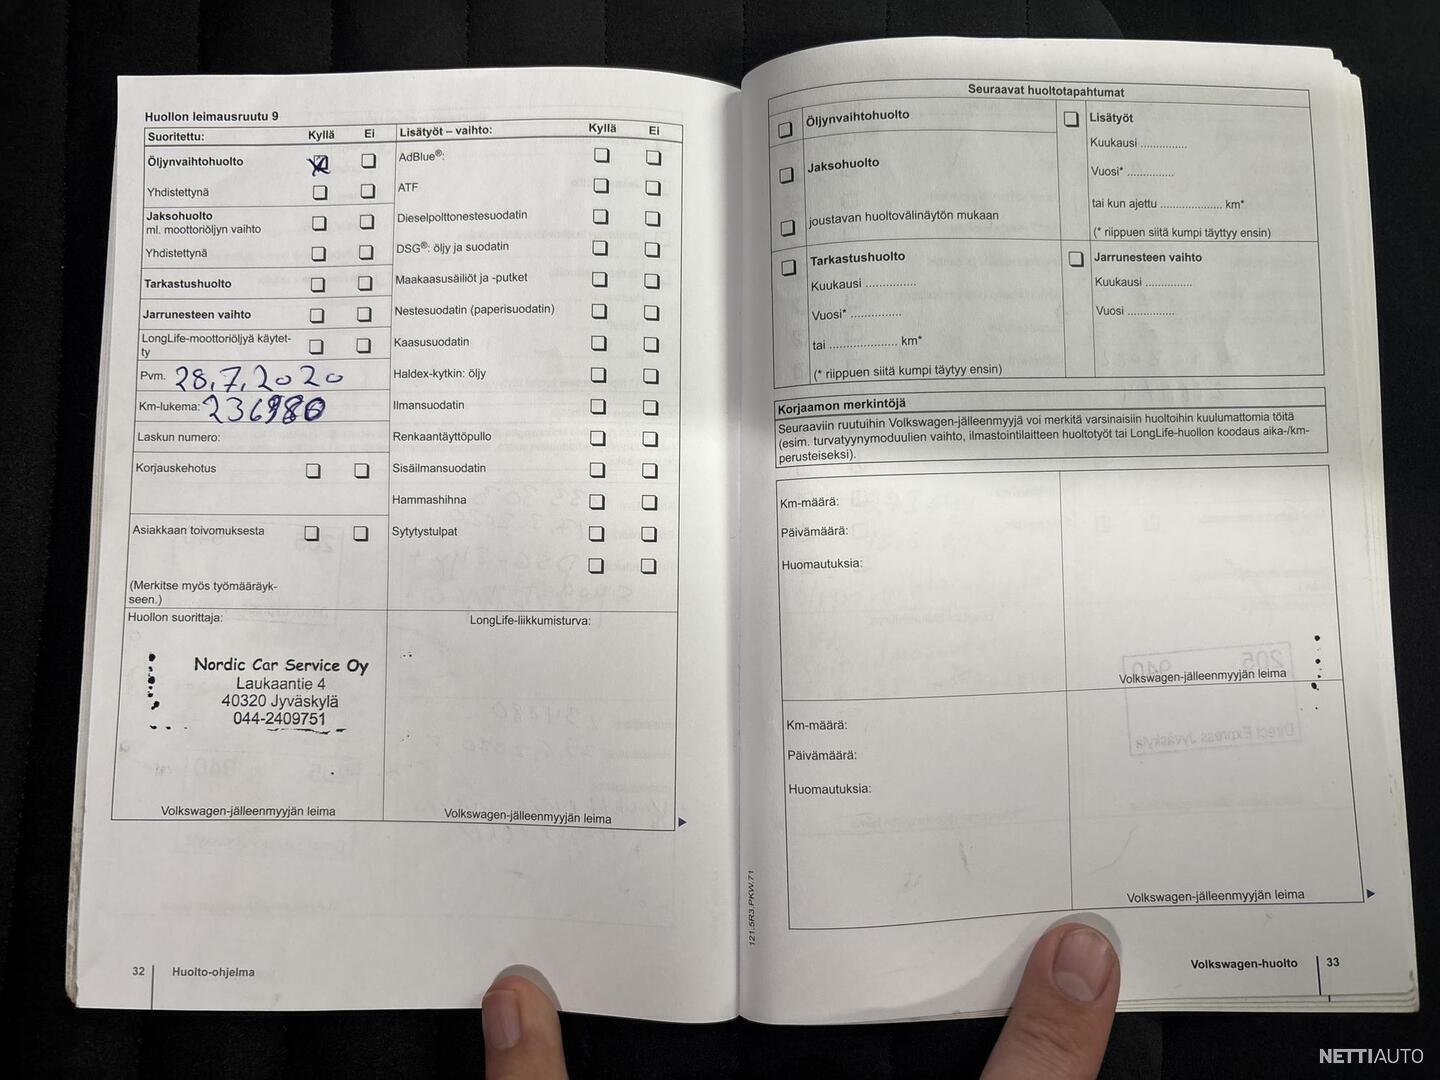 Huollon leimausruutu 9
Suoritettu: Kyllä Ei
Öljynvaihtohuolto
Yhdistettynä
Jaksohuolto
ml. moottoriöljyn vaihto
Yhdistettynä
Tarkastushuolto
Jarrunesteen vaihto
LongLife-moottoriöljyä käytet-
ty
Pvm. 28.7.2020
Km-lukema: 236980
Laskun numero:
Korjauskehotus
Asiakkaan toivomuksesta
(Merkitse myös työmääräyk-
seen.)
Lisätyöt – vaihto: Kyllä Ei
AdBlue®:
ATF
Dieselpolttonestesuodatin
DSG®: öljy ja suodatin
Maakaasusäiliöt ja -putket
Nestesuodatin (paperisuodatin)
Kaasusuodatin
Haldex-kytkin: öljy
Ilmansuodatin
Renkaantäyttöpullo
Sisäilmansuodatin
Hammashihna
Sytytystulpat
Huollon suorittaja:
Nordic Car Service Oy
Laukaantie 4
40320 Jyväskylä
044-2409751
Volkswagen-jälleenmyyjän leima
LongLife-liikkumisturva:
Volkswagen-jälleenmyyjän leima
32 Huolto-ohjelma
121.5R3.PKW.71
Seuraavat huoltotapahtumat
Öljynvaihtohuolto
Jaksohuolto
joustavan huoltovälinäytön mukaan
Tarkastushuolto
Kuukausi ...............
Vuosi* ...............
tai .................... km*
(* riippuen siitä kumpi täytyy ensin)
Lisätyöt
Kuukausi ..............
Vuosi* ..............
tai kun ajettu ................... km*
(* riippuen siitä kumpi täyttyy ensin)
Jarrunesteen vaihto
Kuukausi ..............
Vuosi ..............
Korjaamon merkintöjä
Seuraaviin ruutuihin Volkswagen-jälleenmyyjä voi merkitä varsinaisiin huoltoihin kuulumattomia töitä
(esim. turvatyynymoduulien vaihto, ilmastointilaitteen huoltotyöt tai LongLife-huollon koodaus aika-/km-
perusteiseksi).
Km-määrä:
Päivämäärä:
Huomautuksia:
Volkswagen-jälleenmyyjän leima
Km-määrä:
Päivämäärä:
Huomautuksia:
Volkswagen-jälleenmyyjän leima
Volkswagen-huolto 33
NETTIAUTO